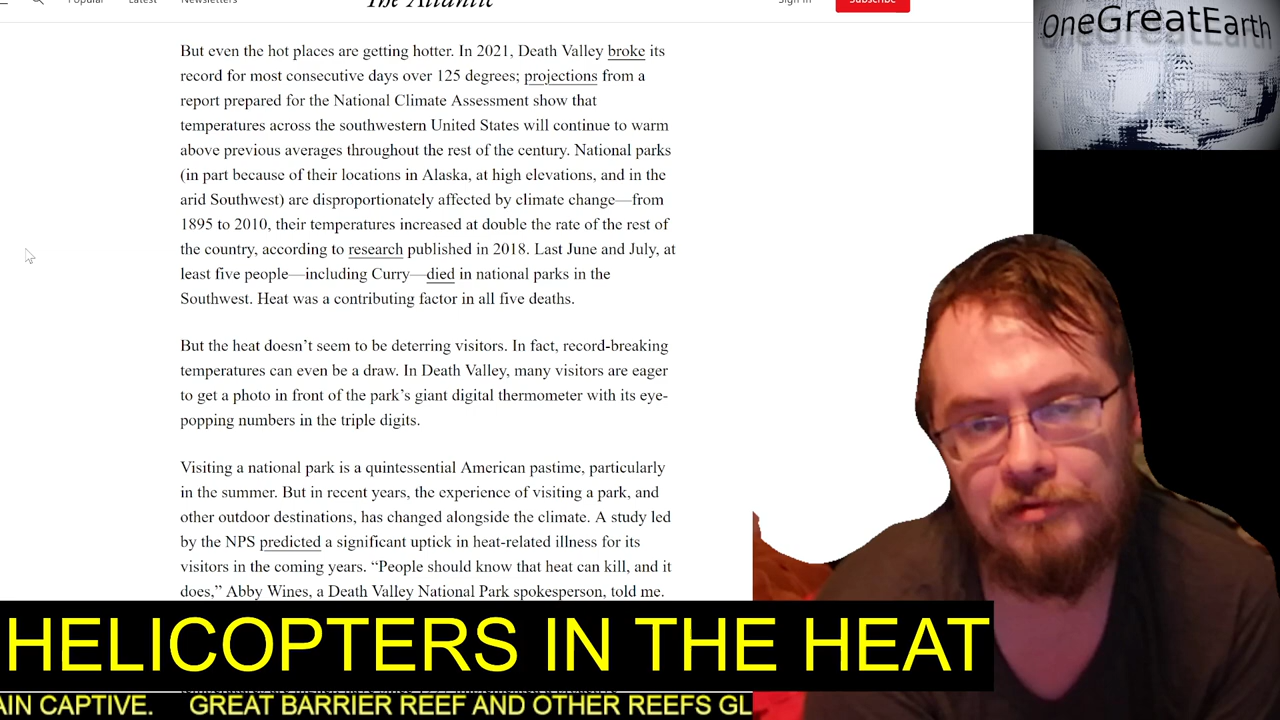 Popular Latest Newsletters The Atlantic Sign In Subscribe
OneGreatEarth
But even the hot places are getting hotter. In 2021, Death Valley broke its
record for most consecutive days over 125 degrees; projections from a
report prepared for the National Climate Assessment show that
temperatures across the southwestern United States will continue to warm
above previous averages throughout the rest of the century. National parks
(in part because of their locations in Alaska, at high elevations, and in the
arid Southwest) are disproportionately affected by climate change—from
1895 to 2010, their temperatures increased at double the rate of the rest of
the country, according to research published in 2018. Last June and July, at
least five people—including Curry—died in national parks in the
Southwest. Heat was a contributing factor in all five deaths.
But the heat doesn’t seem to be deterring visitors. In fact, record-breaking
temperatures can even be a draw. In Death Valley, many visitors are eager
to get a photo in front of the park’s giant digital thermometer with its eye-
popping numbers in the triple digits.
Visiting a national park is a quintessential American pastime, particularly
in the summer. But in recent years, the experience of visiting a park, and
other outdoor destinations, has changed alongside the climate. A study led
by the NPS predicted a significant uptick in heat-related illness for its
visitors in the coming years. “People should know that heat can kill, and it
does,” Abby Wines, a Death Valley National Park spokesperson, told me.
HELICOPTERS IN THE HEAT
AIN CAPTIVE. GREAT BARRIER REEF AND OTHER REEFS GL